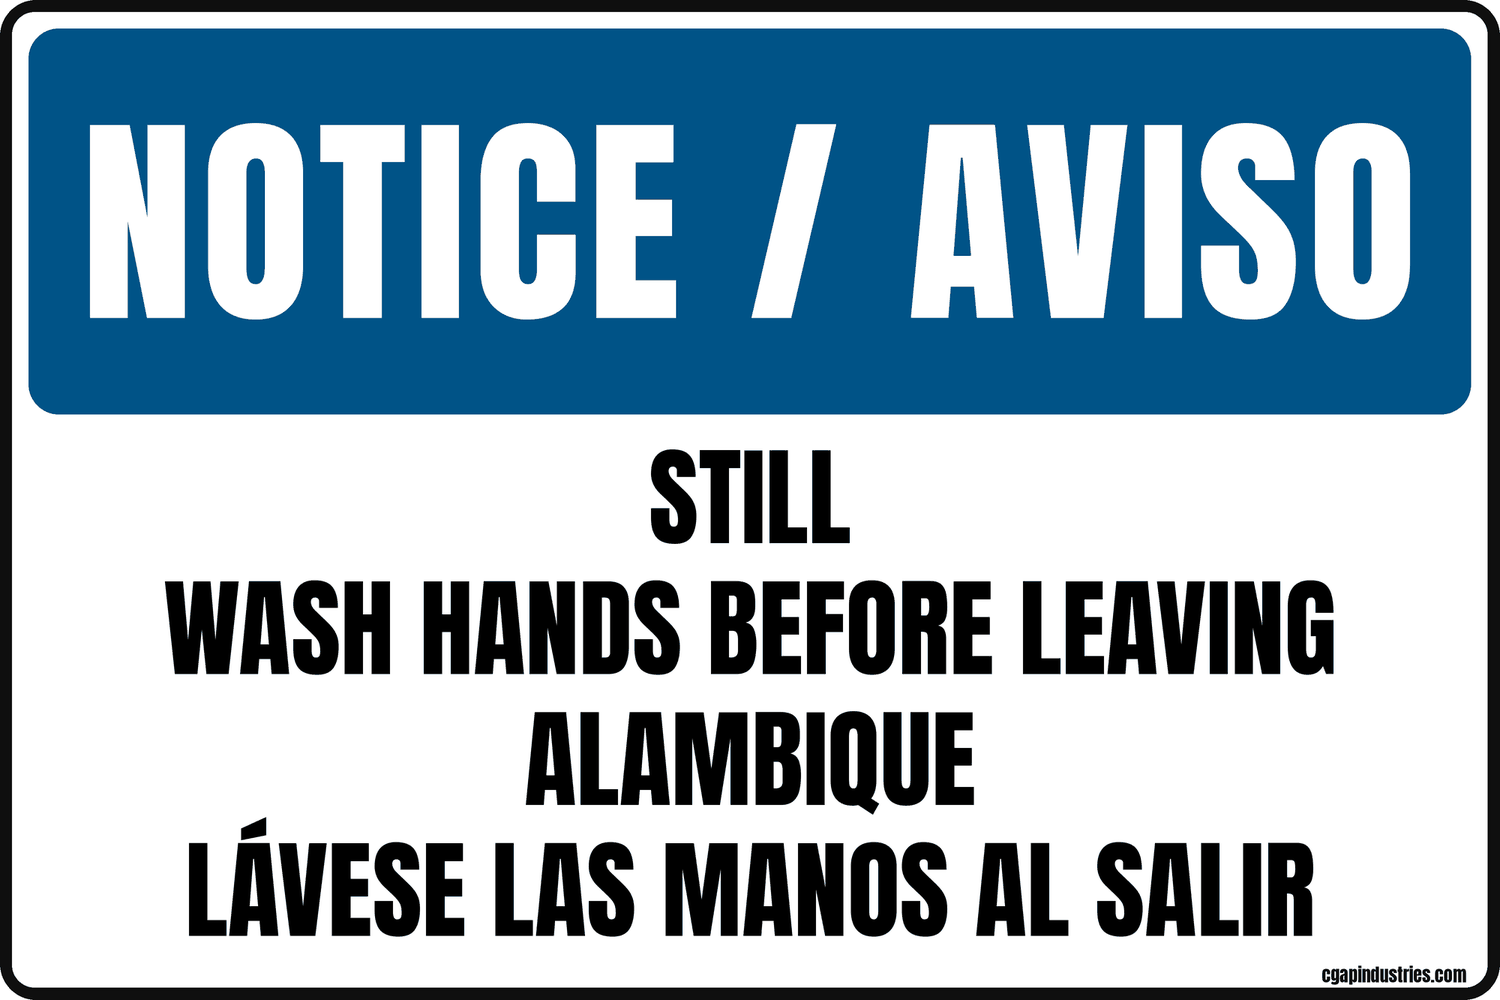 NOTICE / AVISO
STILL
WASH HANDS BEFORE LEAVING
ALAMBIQUE
LÁVESE LAS MANOS AL SALIR
cgapindustries.com